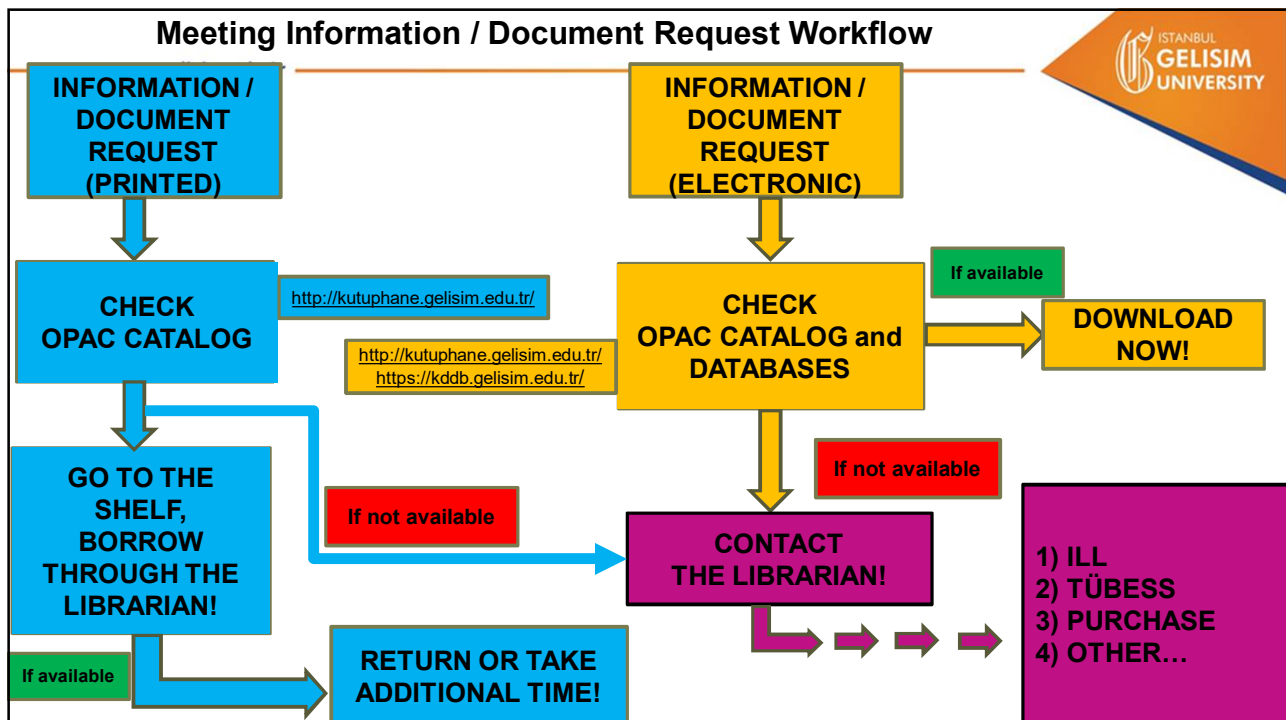 Meeting Information / Document Request Workflow
ISTANBUL
GELISIM
UNIVERSITY
INFORMATION /
DOCUMENT
REQUEST
(PRINTED)
INFORMATION /
DOCUMENT
REQUEST
(ELECTRONIC)
CHECK
OPAC CATALOG
http://kutuphane.gelisim.edu.tr/
CHECK
OPAC CATALOG and
DATABASES
http://kutuphane.gelisim.edu.tr/
https://kddb.gelisim.edu.tr/
If available
DOWNLOAD
NOW!
GO TO THE
SHELF,
BORROW
THROUGH THE
LIBRARIAN!
If not available
If not available
CONTACT
THE LIBRARIAN!
1) ILL
2) TÜBESS
3) PURCHASE
4) OTHER…
If available
RETURN OR TAKE
ADDITIONAL TIME!